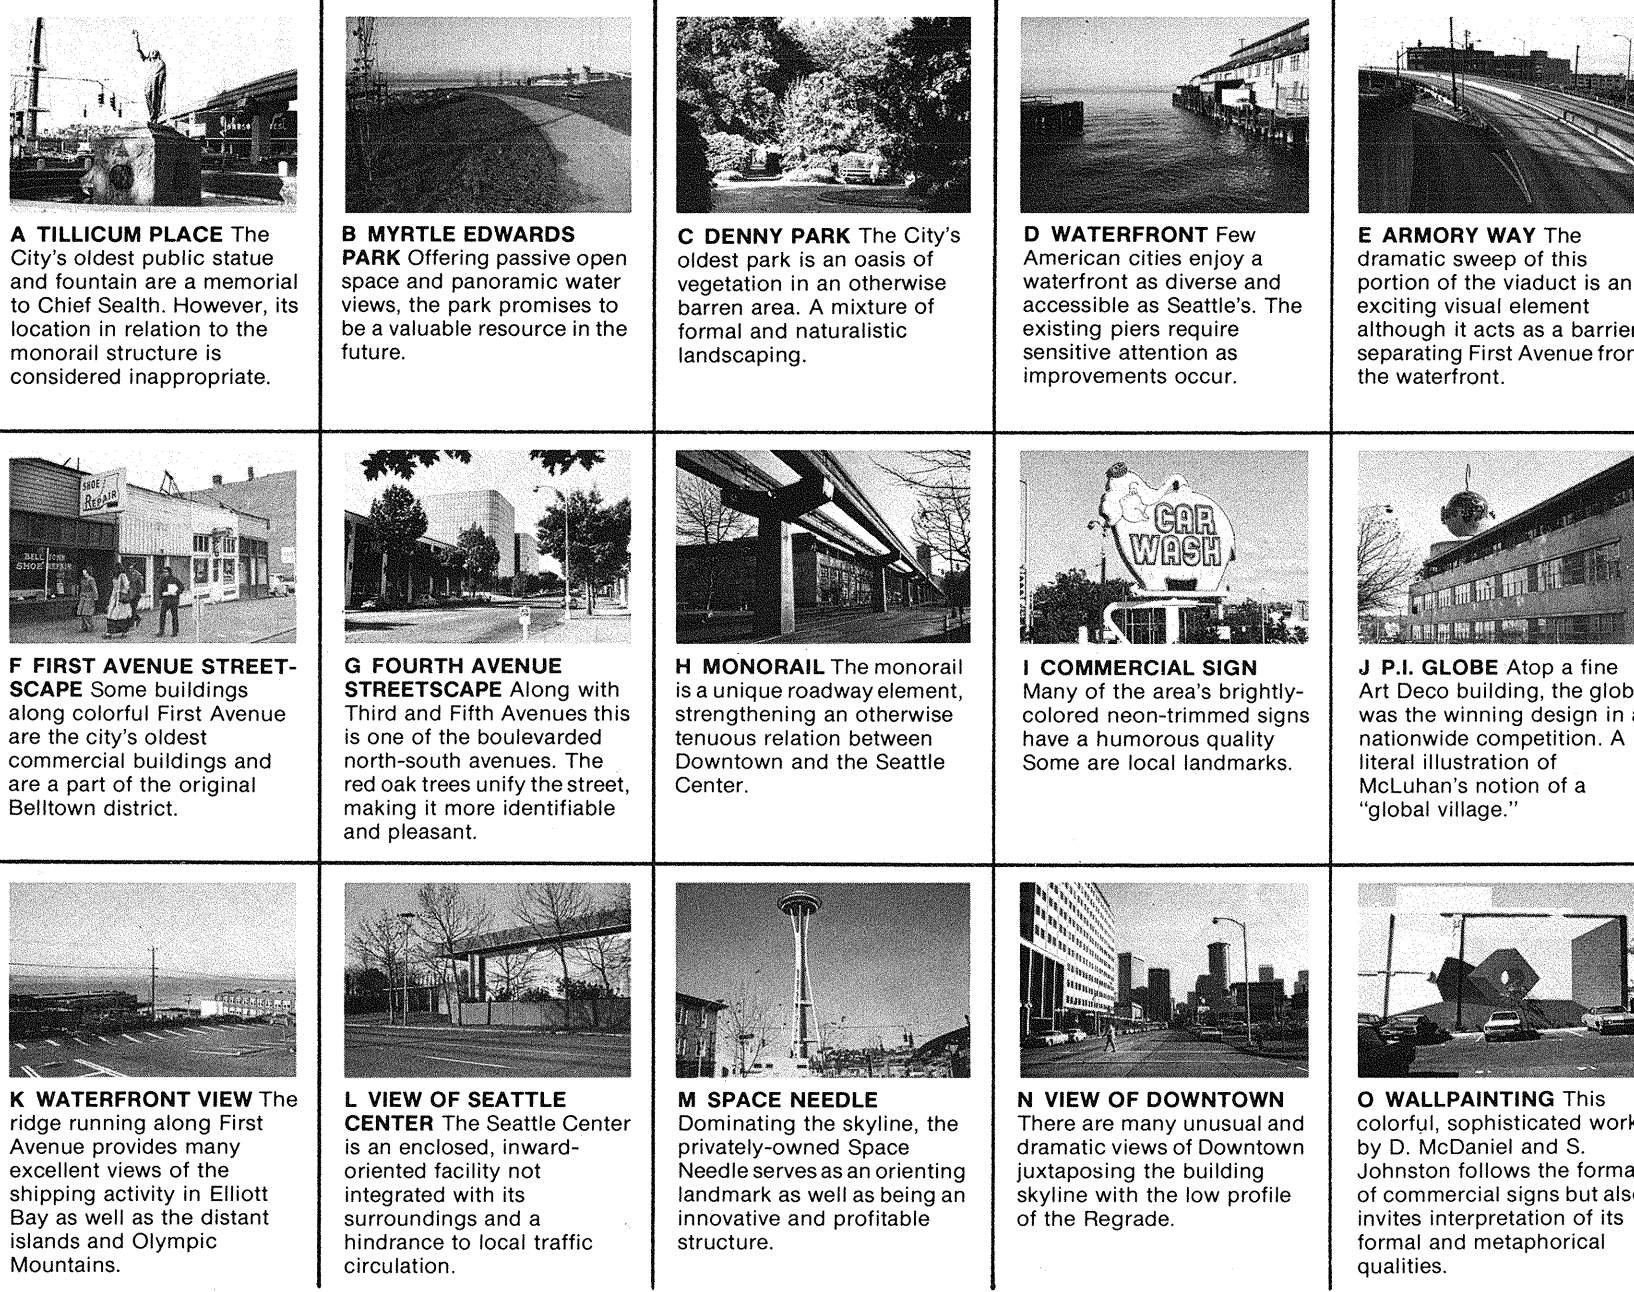 A TILLICUM PLACE The
City's oldest public statue
and fountain are a memorial
to Chief Sealth. However, its
location in relation to the
monorail structure is
considered inappropriate.
B MYRTLE EDWARDS
PARK Offering passive open
space and panoramic water
views, the park promises to
be a valuable resource in the
future.
C DENNY PARK The City's
oldest park is an oasis of
vegetation in an otherwise
barren area. A mixture of
formal and naturalistic
landscaping.
D WATERFRONT Few
American cities enjoy a
waterfront as diverse and
accessible as Seattle's. The
existing piers require
sensitive attention as
improvements occur.
E ARMORY WAY The
dramatic sweep of this
portion of the viaduct is an
exciting visual element
although it acts as a barrier
separating First Avenue from
the waterfront.
SHOE
REPAIR
BELLTOWN
SHOE REPAIR
F FIRST AVENUE STREET-
SCAPE Some buildings
along colorful First Avenue
are the city's oldest
commercial buildings and
are a part of the original
Belltown district.
G FOURTH AVENUE
STREETSCAPE Along with
Third and Fifth Avenues this
is one of the boulevarded
north-south avenues. The
red oak trees unify the street,
making it more identifiable
and pleasant.
H MONORAIL The monorail
is a unique roadway element,
strengthening an otherwise
tenuous relation between
Downtown and the Seattle
Center.
CAR
WASH
I COMMERCIAL SIGN
Many of the area's brightly-
colored neon-trimmed signs
have a humorous quality
Some are local landmarks.
J P.I. GLOBE Atop a fine
Art Deco building, the glob
was the winning design in a
nationwide competition. A
literal illustration of
McLuhan's notion of a
"global village."
K WATERFRONT VIEW The
ridge running along First
Avenue provides many
excellent views of the
shipping activity in Elliott
Bay as well as the distant
islands and Olympic
Mountains.
L VIEW OF SEATTLE
CENTER The Seattle Center
is an enclosed, inward-
oriented facility not
integrated with its
surroundings and a
hindrance to local traffic
circulation.
M SPACE NEEDLE
Dominating the skyline, the
privately-owned Space
Needle serves as an orienting
landmark as well as being an
innovative and profitable
structure.
N VIEW OF DOWNTOWN
There are many unusual and
dramatic views of Downtown
juxtaposing the building
skyline with the low profile
of the Regrade.
O WALLPAINTING This
colorful, sophisticated work
by D. McDaniel and S.
Johnston follows the forma
of commercial signs but also
invites interpretation of its
formal and metaphorical
qualities.